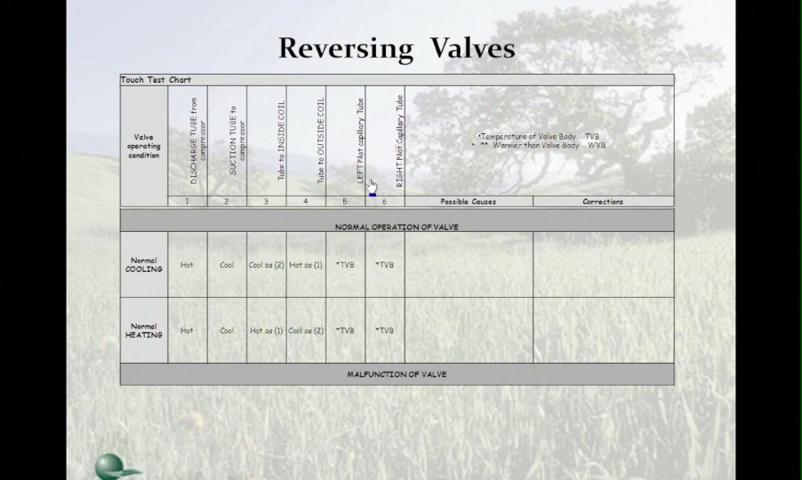 Reversing Valves
Touch Test Chart
Valve
operating
condition
DISCHARGE TUBE from
compressor
SUCTION TUBE to
compressor
Tube to INSIDE COIL
Tube to OUTSIDE COIL
LEFT Pilot capillary Tube
RIGHT Pilot Capillary Tube
•Temperature of Valve Body TVB
• ** Warmer than Valve Body WVB
1 2 3 4 5 6 Possible Causes Corrections
NORMAL OPERATION OF VALVE
Normal
COOLING
Hot Cool Cool as (2) Hot as (1) *TVB *TVB
Normal
HEATING
Hot Cool Hot as (1) Cool as (2) *TVB *TVB
MALFUNCTION OF VALVE